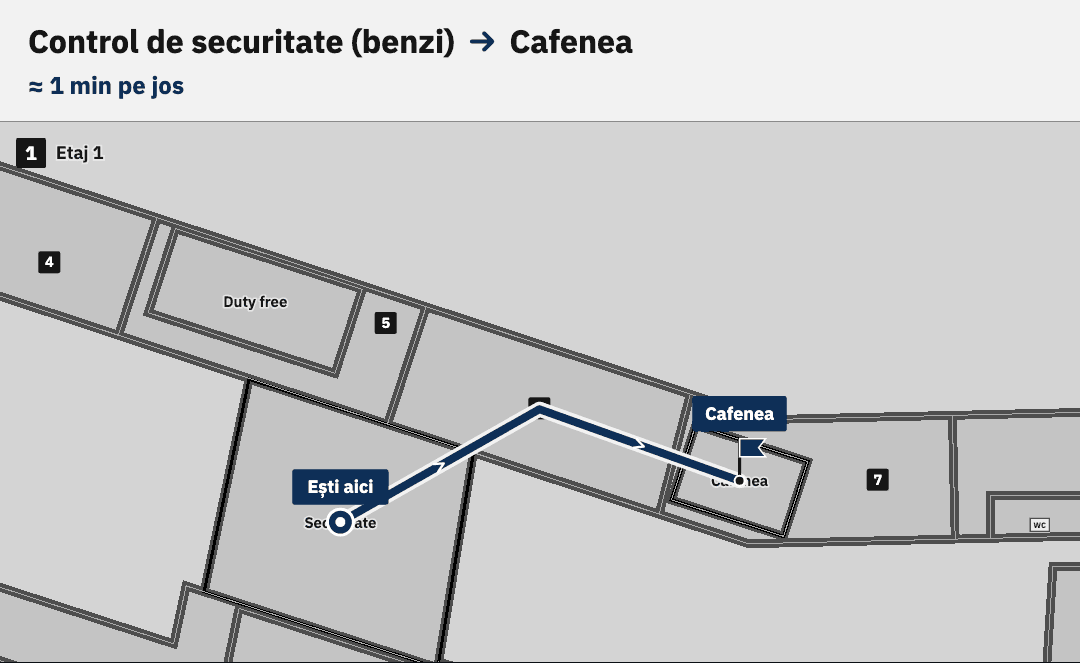 Control de securitate (benzi) → Cafenea
≈ 1 min pe jos
1 Etaj 1
4
Duty free
5
Cafenea
7
Ești aici
wc